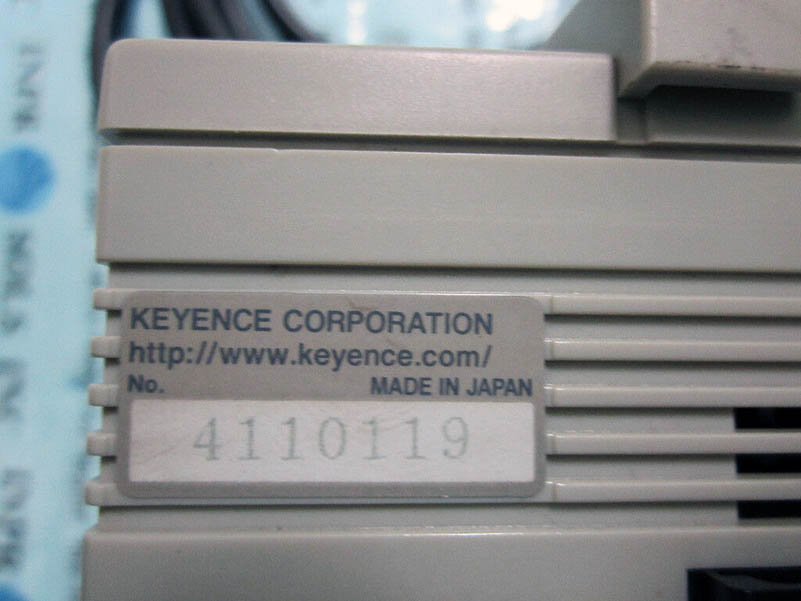 KEYENCE CORPORATION
http://www.keyence.com/
No.
MADE IN JAPAN
4110119